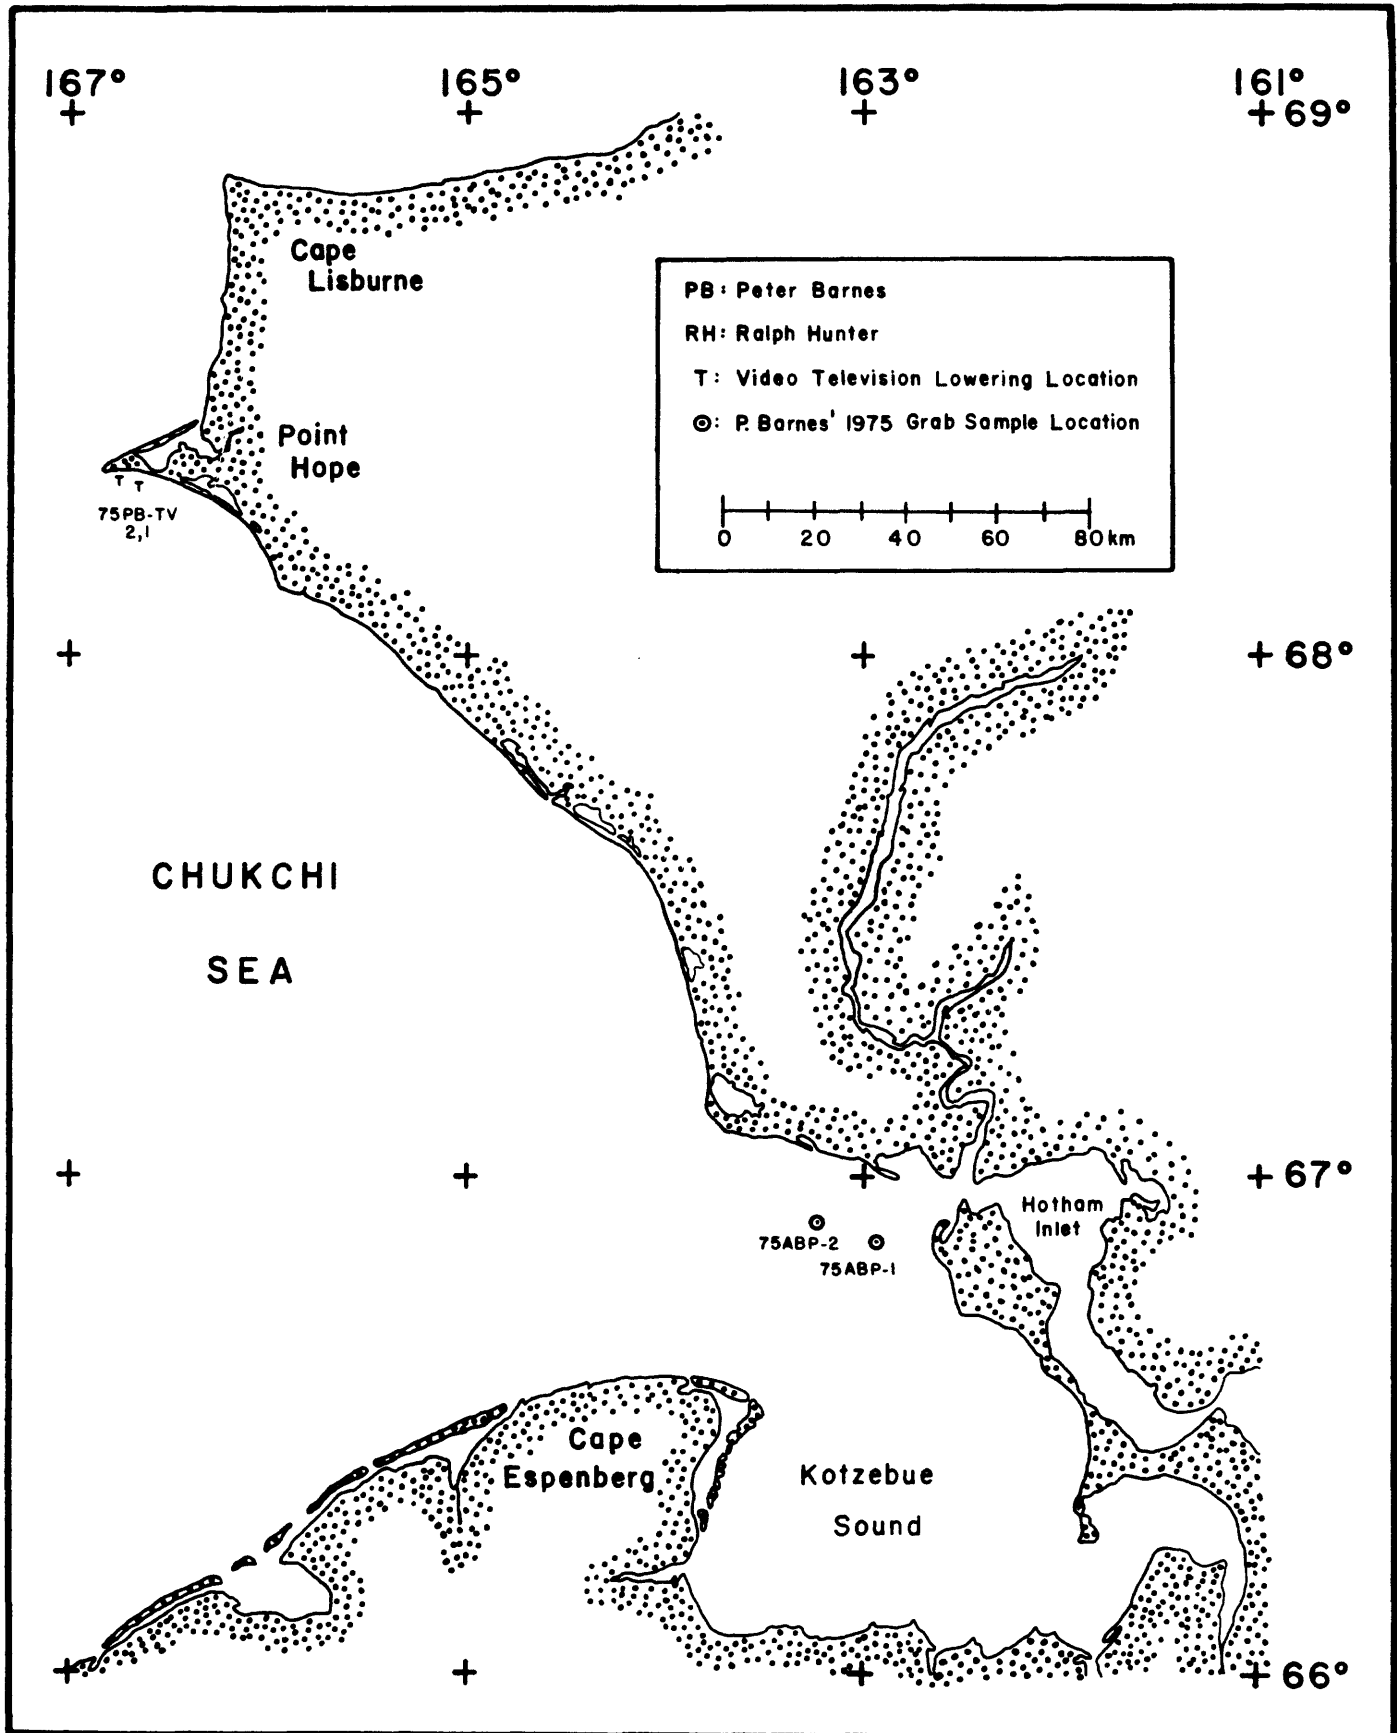 167° 165° 163° 161°
69°
Cape
Lisburne
PB: Peter Barnes
RH: Ralph Hunter
T: Video Television Lowering Location
⊙: P. Barnes' 1975 Grab Sample Location
0 20 40 60 80 km
Point
Hope
T T
75PB-TV
2,1
68°
CHUKCHI
SEA
67°
Hotham
Inlet
75ABP-2
75ABP-1
Cape
Espenberg
Kotzebue
Sound
66°